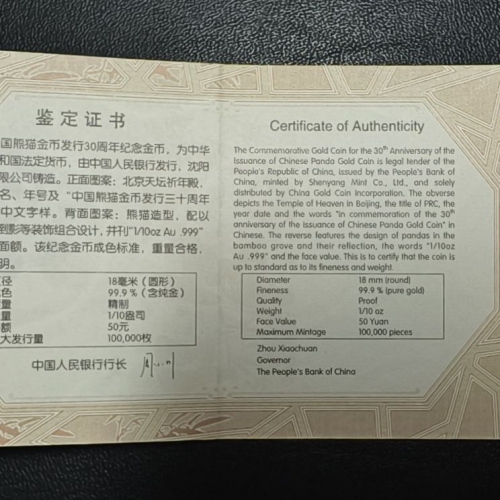 鉴定证书
国熊猫金币发行30周年纪念金币，为中华
和国法定货币，由中国人民银行发行，沈阳
限公司铸造。正面图案：北京天坛祈年殿，
名、年号及“中国熊猫金币发行三十周年
中文字样。背面图案：熊猫造型，配以
倒影等装饰组合设计，并刊“1/10oz Au .999”
面额。该纪念金币成色标准，重量合格，
明。
径 18毫米（圆形）
色 99.9%（含纯金）
量 精制
量 1/10盎司
额 50元
大发行量 100,000枚
中国人民银行行长
Certificate of Authenticity
The Commemorative Gold Coin for the 30th Anniversary of the
Issuance of Chinese Panda Gold Coin is legal tender of the
People's Republic of China, issued by the People's Bank of
China, minted by Shenyang Mint Co., Ltd., and solely
distributed by China Gold Coin Incorporation. The obverse
depicts the Temple of Heaven in Beijing, the title of PRC, the
year date and the words "in commemoration of the 30th
anniversary of the issuance of Chinese Panda Gold Coin" in
Chinese. The reverse features the design of pandas in the
bamboo grove and their reflection, the words "1/10oz
Au .999" and the face value. This is to certify that the coin is
up to standard as to its fineness and weight.
Diameter 18 mm (round)
Fineness 99.9 % (pure gold)
Quality Proof
Weight 1/10 oz
Face Value 50 Yuan
Maximum Mintage 100,000 pieces
Zhou Xiaochuan
Governor
The People's Bank of China